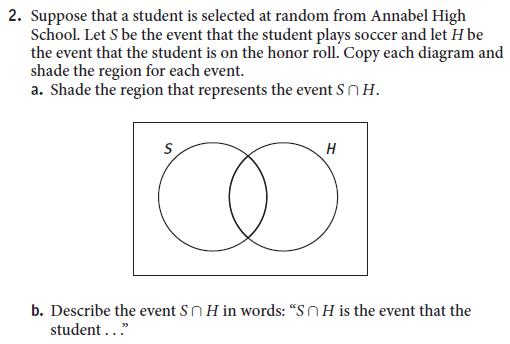 2. Suppose that a student is selected at random from Annabel High
School. Let S be the event that the student plays soccer and let H be
the event that the student is on the honor roll. Copy each diagram and
shade the region for each event.
a. Shade the region that represents the event S ∩ H.
S H
b. Describe the event S ∩ H in words: “S ∩ H is the event that the
student . . .”